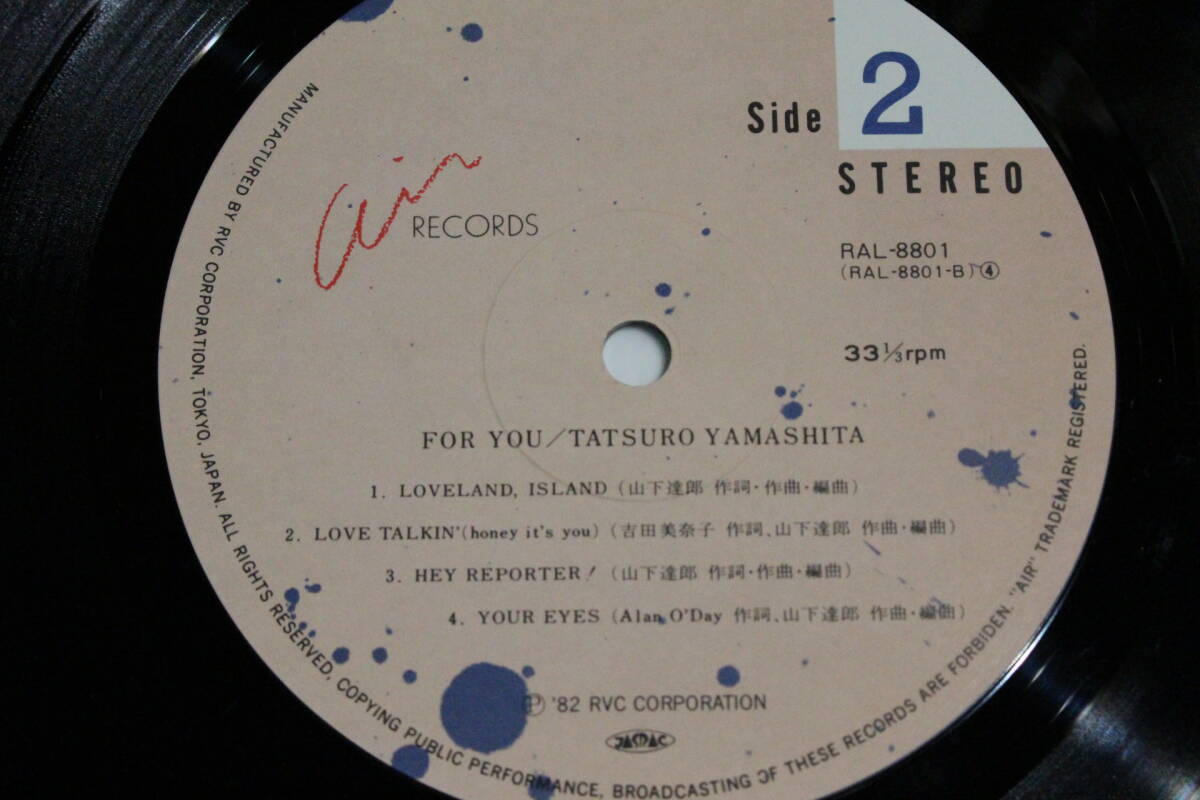 Side 2
STEREO
Air RECORDS
RAL-8801
(RAL-8801-B) ④
33 1/3 rpm
FOR YOU/TATSURO YAMASHITA
1. LOVELAND, ISLAND (山下達郎 作詞・作曲・編曲)
2. LOVE TALKIN' (honey it's you) (吉田美奈子 作詞、山下達郎 作曲・編曲)
3. HEY REPORTER! (山下達郎 作詞・作曲・編曲)
4. YOUR EYES (Alan O'Day 作詞、山下達郎 作曲・編曲)
Ⓟ '82 RVC CORPORATION
JASRAC
MANUFACTURED BY RVC CORPORATION, TOKYO, JAPAN. ALL RIGHTS RESERVED, COPYING PUBLIC PERFORMANCE, BROADCASTING OF THESE RECORDS ARE FORBIDEN. "AIR" TRADEMARK REGISTERED.